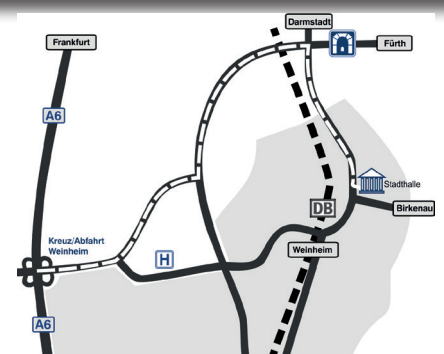 Darmstadt
Frankfurt
Fürth
A6
Stadthalle
DB
Birkenau
Kreuz/Abfahrt
Weinheim
H
Weinheim
A6